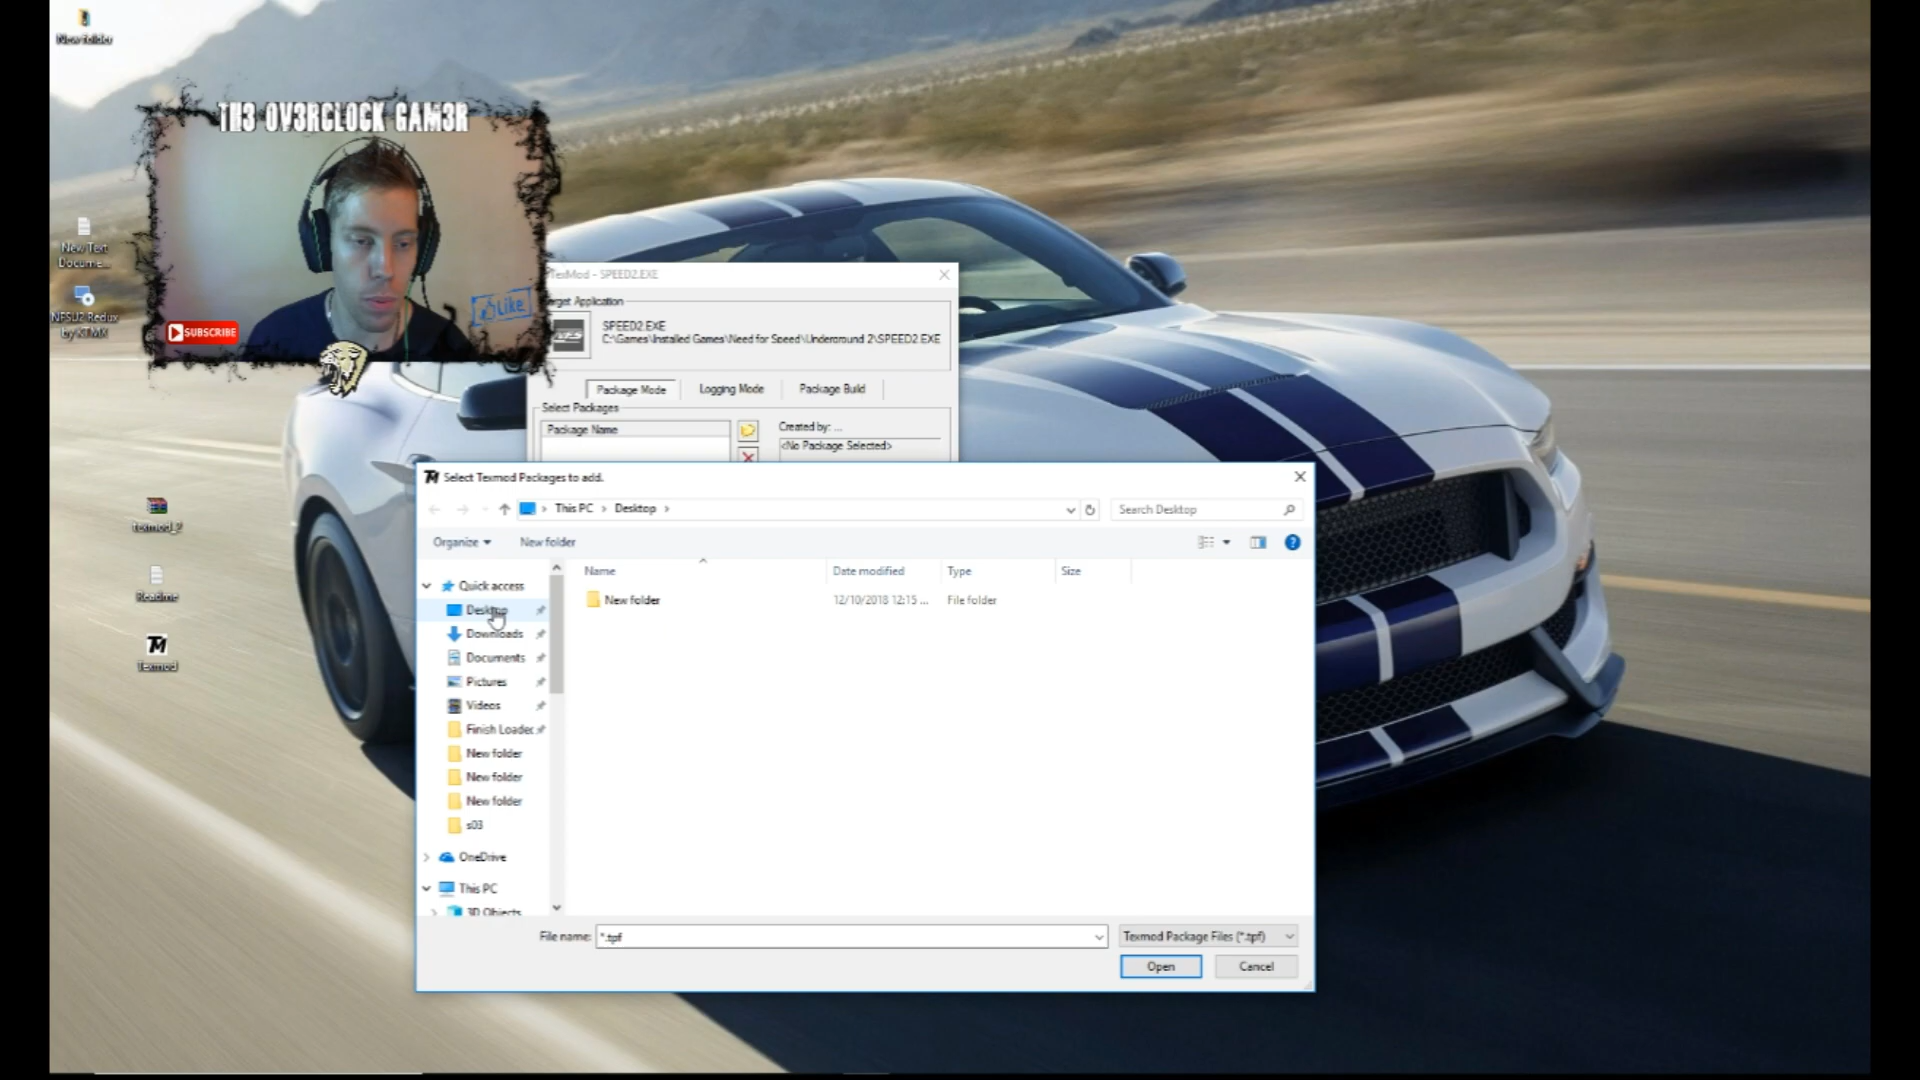 New folder
TH3 OV3RCLOCK GAM3R
New Text
Docume...
NFSU2 Redux
by KTMX
SUBSCRIBE
Like
texmod_2
Readme
Texmod
TexMod - SPEED2.EXE
Target Application
SPEED2.EXE
C:\Games\Installed Games\Need for Speed\Underground 2\SPEED2.EXE
Package Mode
Logging Mode
Package Build
Select Packages
Package Name
Created by: ...
<No Package Selected>
Select Texmod Packages to add.
This PC > Desktop >
Search Desktop
Organize
New folder
Name
Date modified
Type
Size
New folder
12/10/2018 12:15 ...
File folder
Quick access
Desktop
Downloads
Documents
Pictures
Videos
Finish Loadec
New folder
New folder
New folder
s03
OneDrive
This PC
3D Objects
File name:
*.tpf
Texmod Package Files (*.tpf)
Open
Cancel